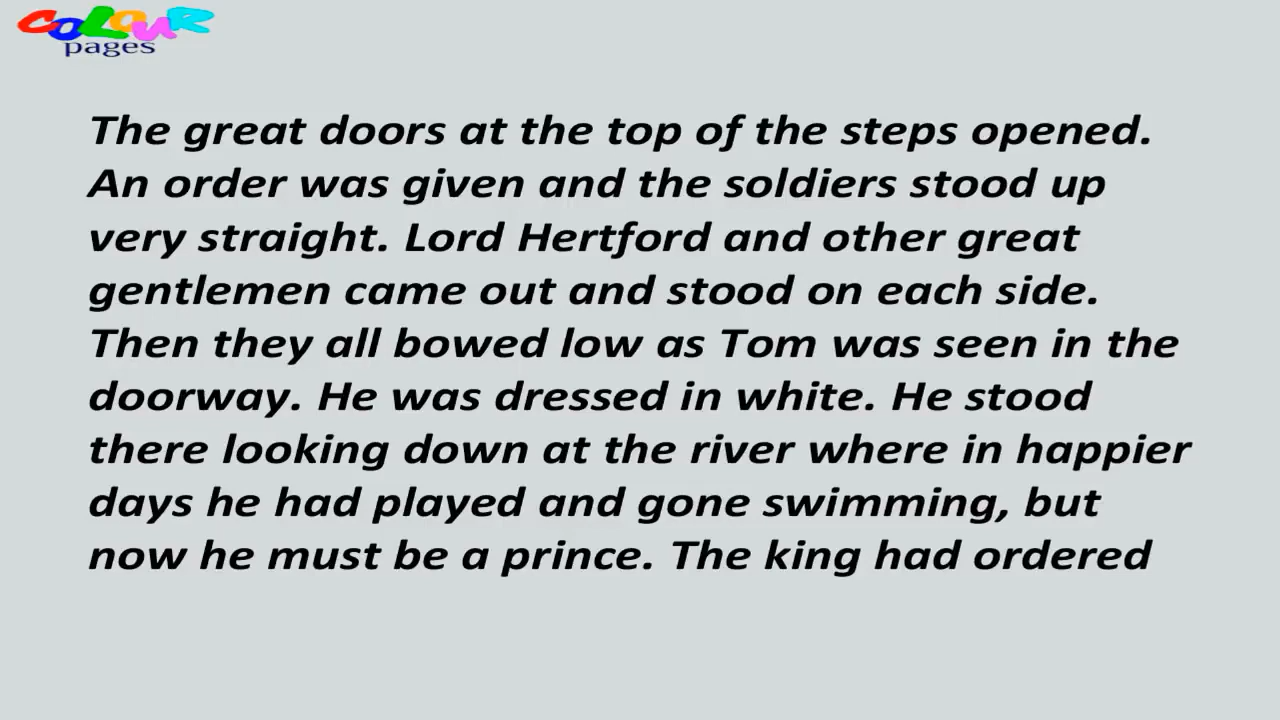 COLOUR
pages
The great doors at the top of the steps opened.
An order was given and the soldiers stood up
very straight. Lord Hertford and other great
gentlemen came out and stood on each side.
Then they all bowed low as Tom was seen in the
doorway. He was dressed in white. He stood
there looking down at the river where in happier
days he had played and gone swimming, but
now he must be a prince. The king had ordered